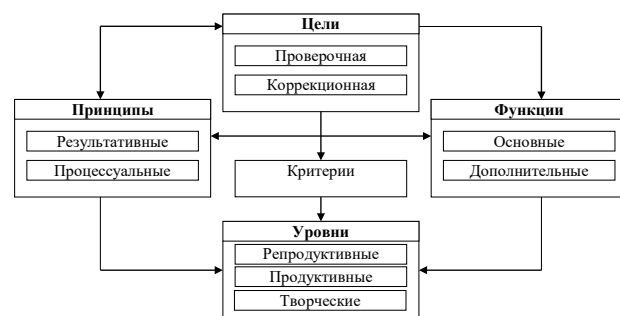 Цели
Проверочная
Коррекционная
Принципы
Результативные
Процессуальные
Функции
Основные
Дополнительные
Критерии
Уровни
Репродуктивные
Продуктивные
Творческие